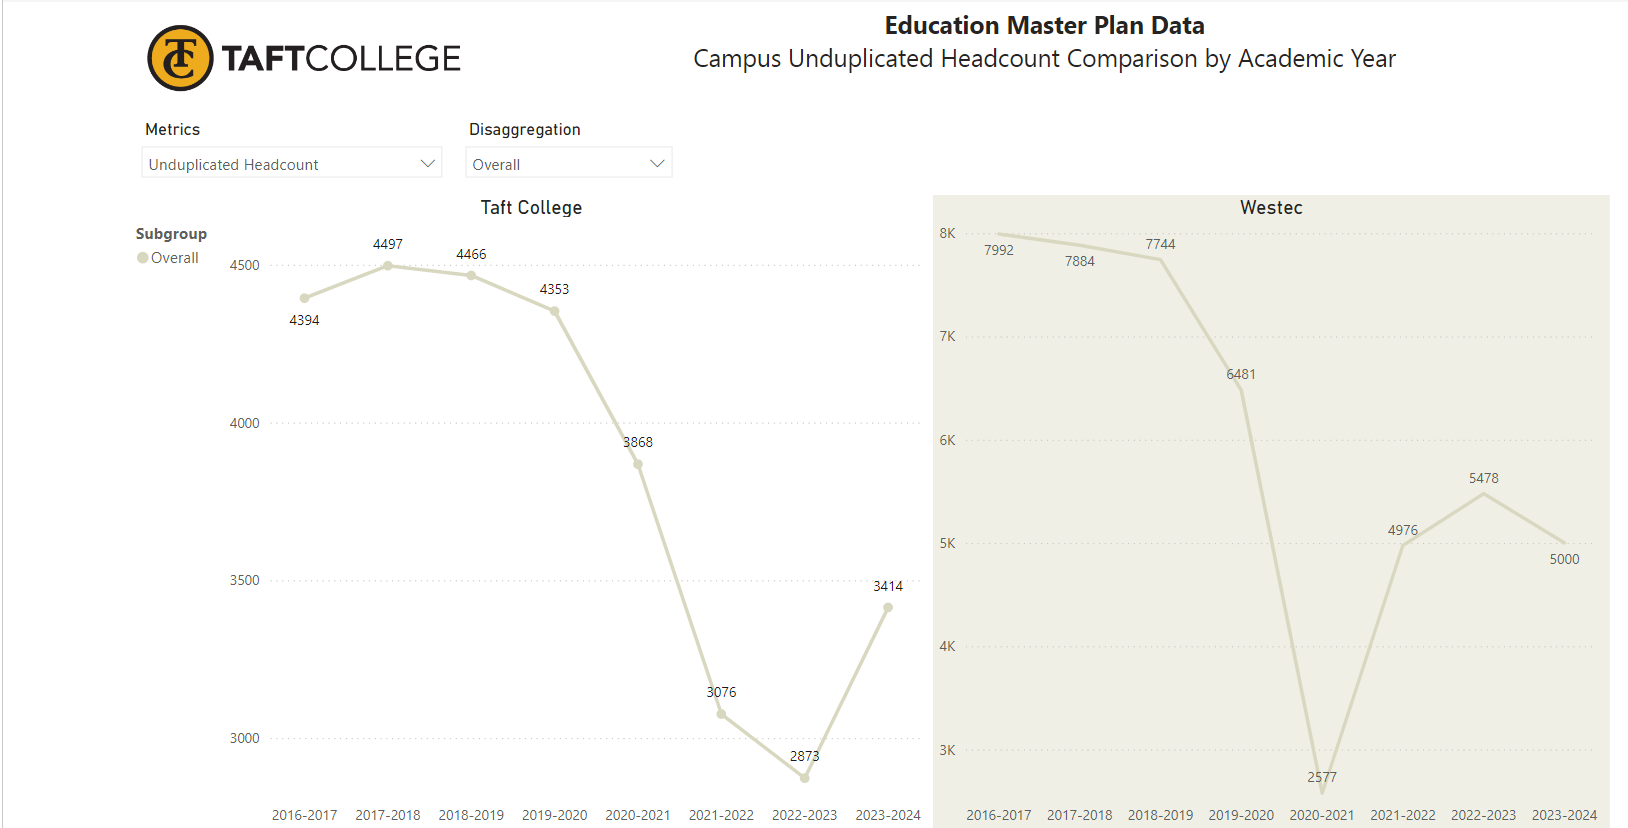 TC TAFTCOLLEGE
Education Master Plan Data
Campus Unduplicated Headcount Comparison by Academic Year
Metrics
Unduplicated Headcount
Disaggregation
Overall
Subgroup
Overall
Taft College
4500
4000
3500
3000
4394
4497
4466
4353
3868
3076
2873
3414
2016-2017 2017-2018 2018-2019 2019-2020 2020-2021 2021-2022 2022-2023 2023-2024
Westec
8K
7K
6K
5K
4K
3K
7992
7884
7744
6481
2577
4976
5478
5000
2016-2017 2017-2018 2018-2019 2019-2020 2020-2021 2021-2022 2022-2023 2023-2024